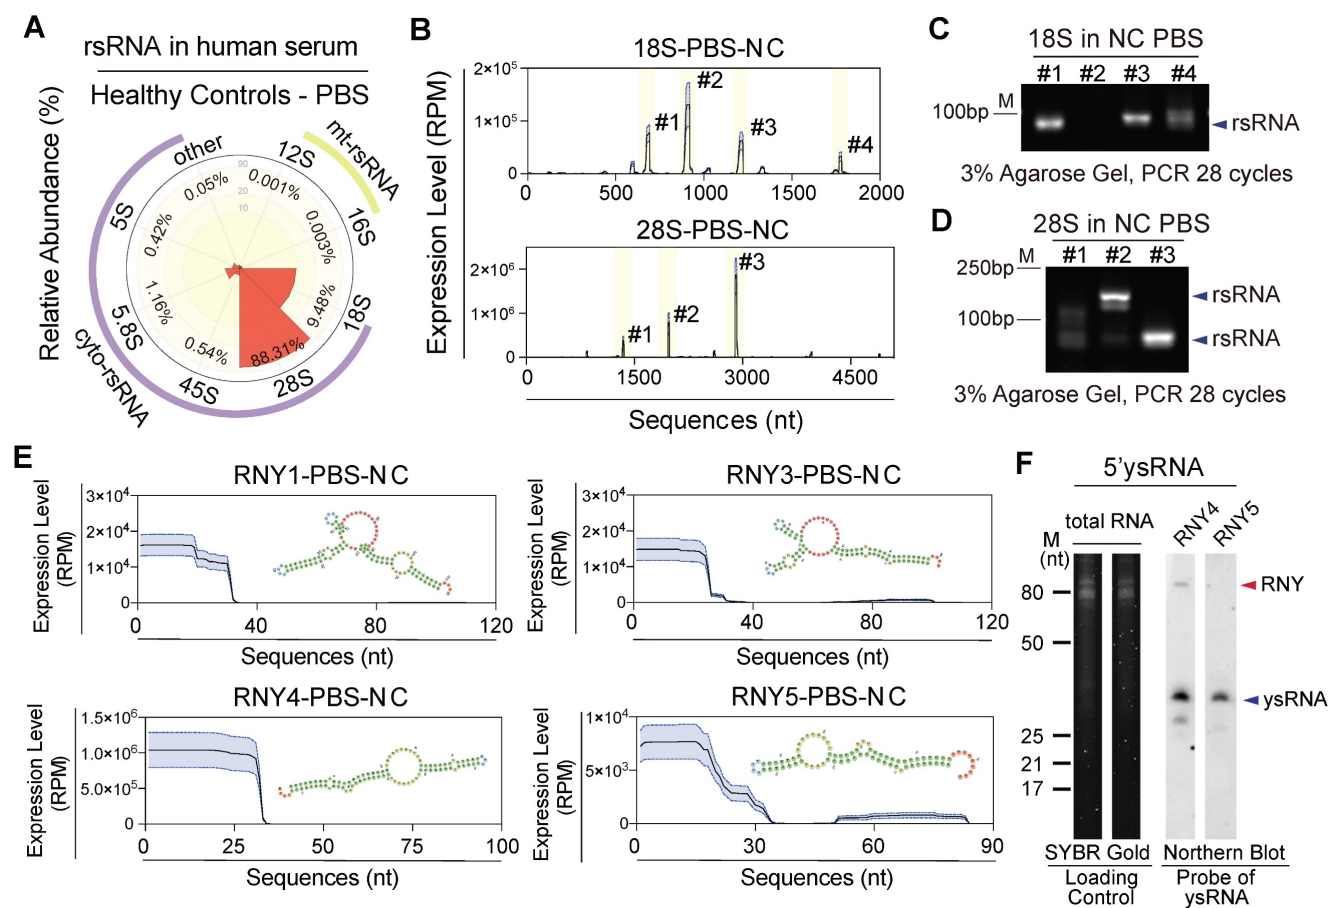 A
rsRNA in human serum
Healthy Controls - PBS
Relative Abundance (%)
other
12S
mt-rsRNA
16S
18S
28S
45S
5.8S
5S
cyto-rsRNA
90
20
10
0.05%
0.001%
0.003%
9.48%
88.31%
0.54%
1.16%
0.42%
B
18S-PBS-NC
Expression Level (RPM)
2×10⁵
1×10⁵
0
#1
#2
#3
#4
0
500
1000
1500
2000
28S-PBS-NC
2×10⁶
1×10⁶
0
#1
#2
#3
0
1500
3000
4500
Sequences (nt)
C
18S in NC PBS
#1 #2 #3 #4
100bp M
rsRNA
3% Agarose Gel, PCR 28 cycles
D
28S in NC PBS
M #1 #2 #3
250bp
100bp
rsRNA
rsRNA
3% Agarose Gel, PCR 28 cycles
E
RNY1-PBS-NC
Expression Level
(RPM)
3×10⁴
2×10⁴
1×10⁴
0
0 40 80 120
Sequences (nt)
RNY3-PBS-NC
Expression Level
(RPM)
3×10⁴
2×10⁴
1×10⁴
0
0 40 80 120
Sequences (nt)
RNY4-PBS-NC
Expression Level
(RPM)
1.5×10⁶
1.0×10⁶
5.0×10⁵
0
0 25 50 75 100
Sequences (nt)
RNY5-PBS-NC
Expression Level
(RPM)
1×10⁴
5×10³
0
0 30 60 90
Sequences (nt)
F
5'ysRNA
total RNA
RNY4
RNY5
M
(nt)
80
50
25
21
17
RNY
ysRNA
SYBR Gold
Loading
Control
Northern Blot
Probe of
ysRNA